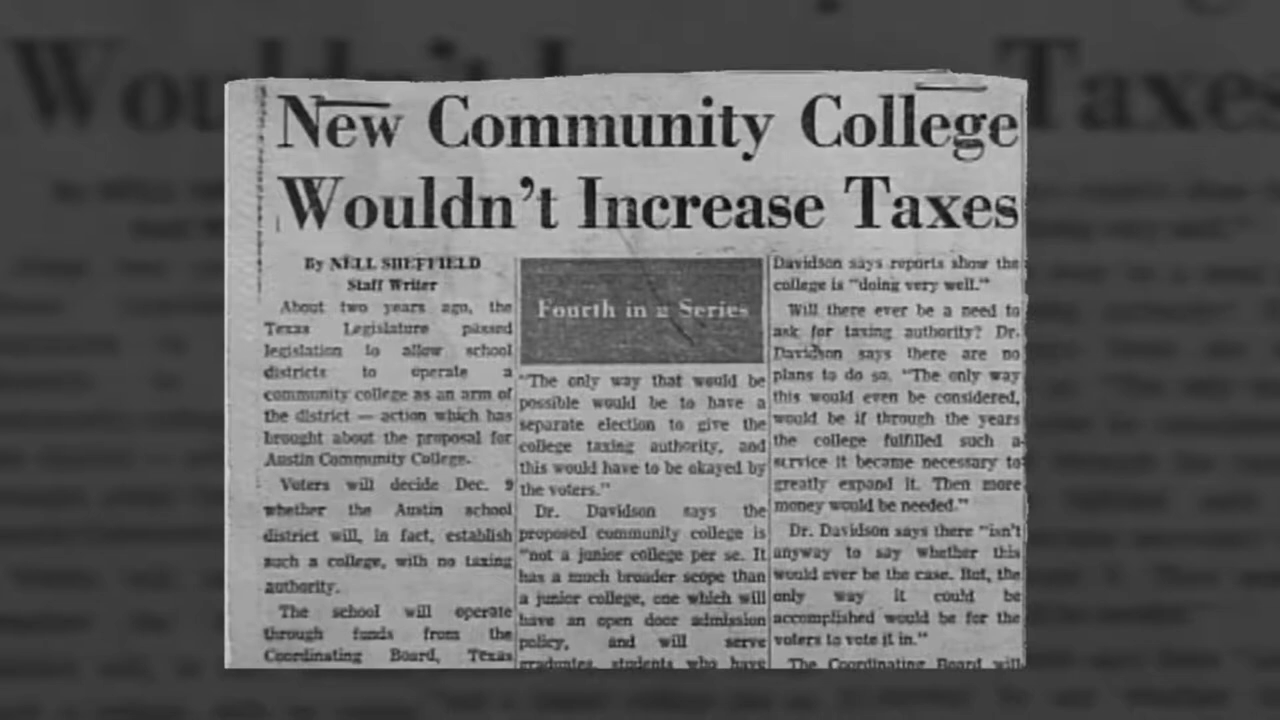 New Community College
Wouldn't Increase Taxes
By NELL SHEFFIELD
Staff Writer
About two years ago, the
Texas Legislature passed
legislation to allow school
districts to operate a
community college as an arm of
the district — action which has
brought about the proposal for
Austin Community College.
Voters will decide Dec. 9
whether the Austin school
district will, in fact, establish
such a college, with no taxing
authority.
The school will operate
through funds from the
Coordinating Board, Texas
Fourth in a Series
"The only way that would be
possible would be to have a
separate election to give the
college taxing authority, and
this would have to be okayed by
the voters."
Dr. Davidson says the
proposed community college is
"not a junior college per se. It
has a much broader scope than
a junior college, one which will
have an open door admission
policy, and will serve
graduates, students who have
Davidson says reports show the
college is "doing very well."
Will there ever be a need to
ask for taxing authority? Dr.
Davidson says there are no
plans to do so. "The only way
this would even be considered,
would be if through the years
the college fulfilled such a
service it became necessary to
greatly expand it. Then more
money would be needed."
Dr. Davidson says there "isn't
anyway to say whether this
would ever be the case. But, the
only way it could be
accomplished would be for the
voters to vote it in."
The Coordinating Board will